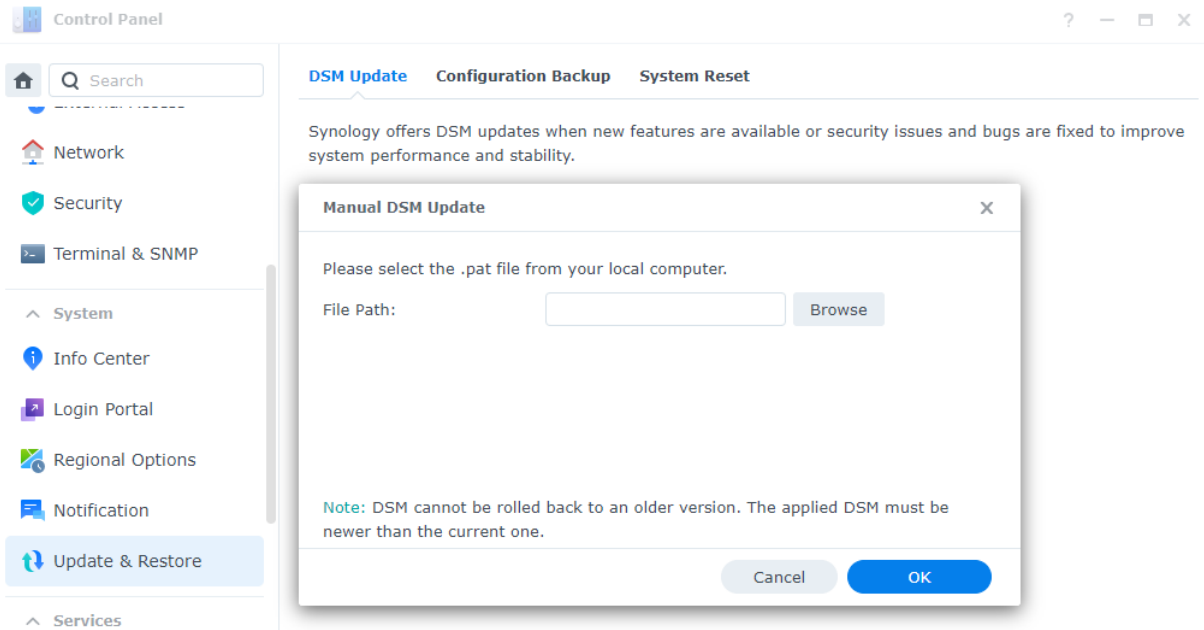 Control Panel
?
Search
DSM Update Configuration Backup System Reset
Network
Security
Terminal & SNMP
System
Info Center
Login Portal
Regional Options
Notification
Update & Restore
Services
Synology offers DSM updates when new features are available or security issues and bugs are fixed to improve
system performance and stability.
Manual DSM Update
Please select the .pat file from your local computer.
File Path:
Browse
Note: DSM cannot be rolled back to an older version. The applied DSM must be
newer than the current one.
Cancel OK